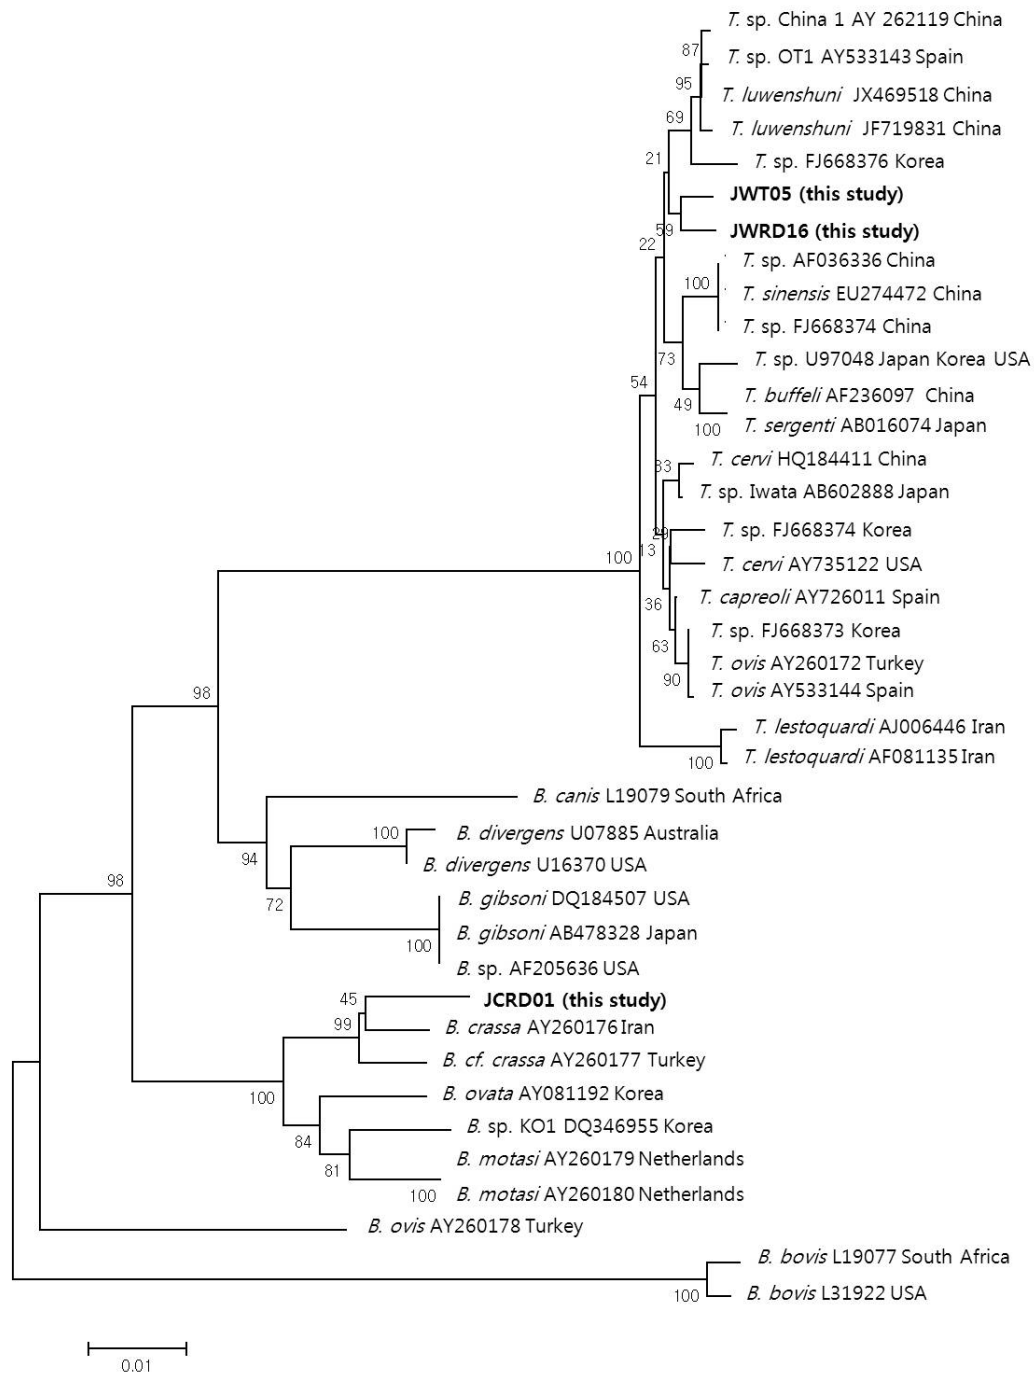 T. sp. China 1 AY 262119 China
87
T. sp. OT1 AY533143 Spain
95
T. luwenshuni JX469518 China
69
T. luwenshuni JF719831 China
21
T. sp. FJ668376 Korea
JWT05 (this study)
59
JWRD16 (this study)
22
T. sp. AF036336 China
100
T. sinensis EU274472 China
T. sp. FJ668374 China
73
T. sp. U97048 Japan Korea USA
54
T. buffeli AF236097 China
49
100
T. sergenti AB016074 Japan
T. cervi HQ184411 China
33
T. sp. Iwata AB602888 Japan
29
T. sp. FJ668374 Korea
100
13
T. cervi AY735122 USA
36
T. capreoli AY726011 Spain
T. sp. FJ668373 Korea
63
T. ovis AY260172 Turkey
90
98
T. ovis AY533144 Spain
T. lestoquardi AJ006446 Iran
100
T. lestoquardi AF081135 Iran
B. canis L19079 South Africa
100
B. divergens U07885 Australia
94
B. divergens U16370 USA
98
72
B. gibsoni DQ184507 USA
B. gibsoni AB478328 Japan
100
B. sp. AF205636 USA
45
JCRD01 (this study)
99
B. crassa AY260176 Iran
B. cf. crassa AY260177 Turkey
100
B. ovata AY081192 Korea
84
B. sp. KO1 DQ346955 Korea
81
B. motasi AY260179 Netherlands
100
B. motasi AY260180 Netherlands
B. ovis AY260178 Turkey
B. bovis L19077 South Africa
100
B. bovis L31922 USA
0.01